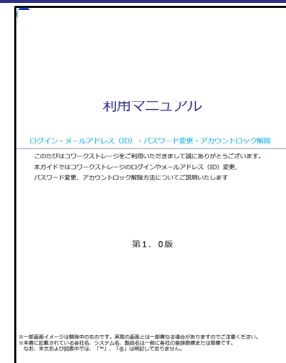 利用マニュアル
ログイン・メールアドレス（ID）・パスワード変更・アカウントロック解除
このたびはコワークストレージをご利用いただきまして誠にありがとうございます。
本ガイドではコワークストレージのログインやメールアドレス（ID）変更、
パスワード変更、アカウントロック解除方法についてご説明いたします
第1．0版
※一部画面イメージは開発中のものです。実際の画面とは一部異なる場合がありますのでご注意ください。
※本書に記載されている会社名、システム名、製品名は一般に各社の登録商標または商標です。
なお、本文および図表中では、「™」、「®」は明記しておりません。